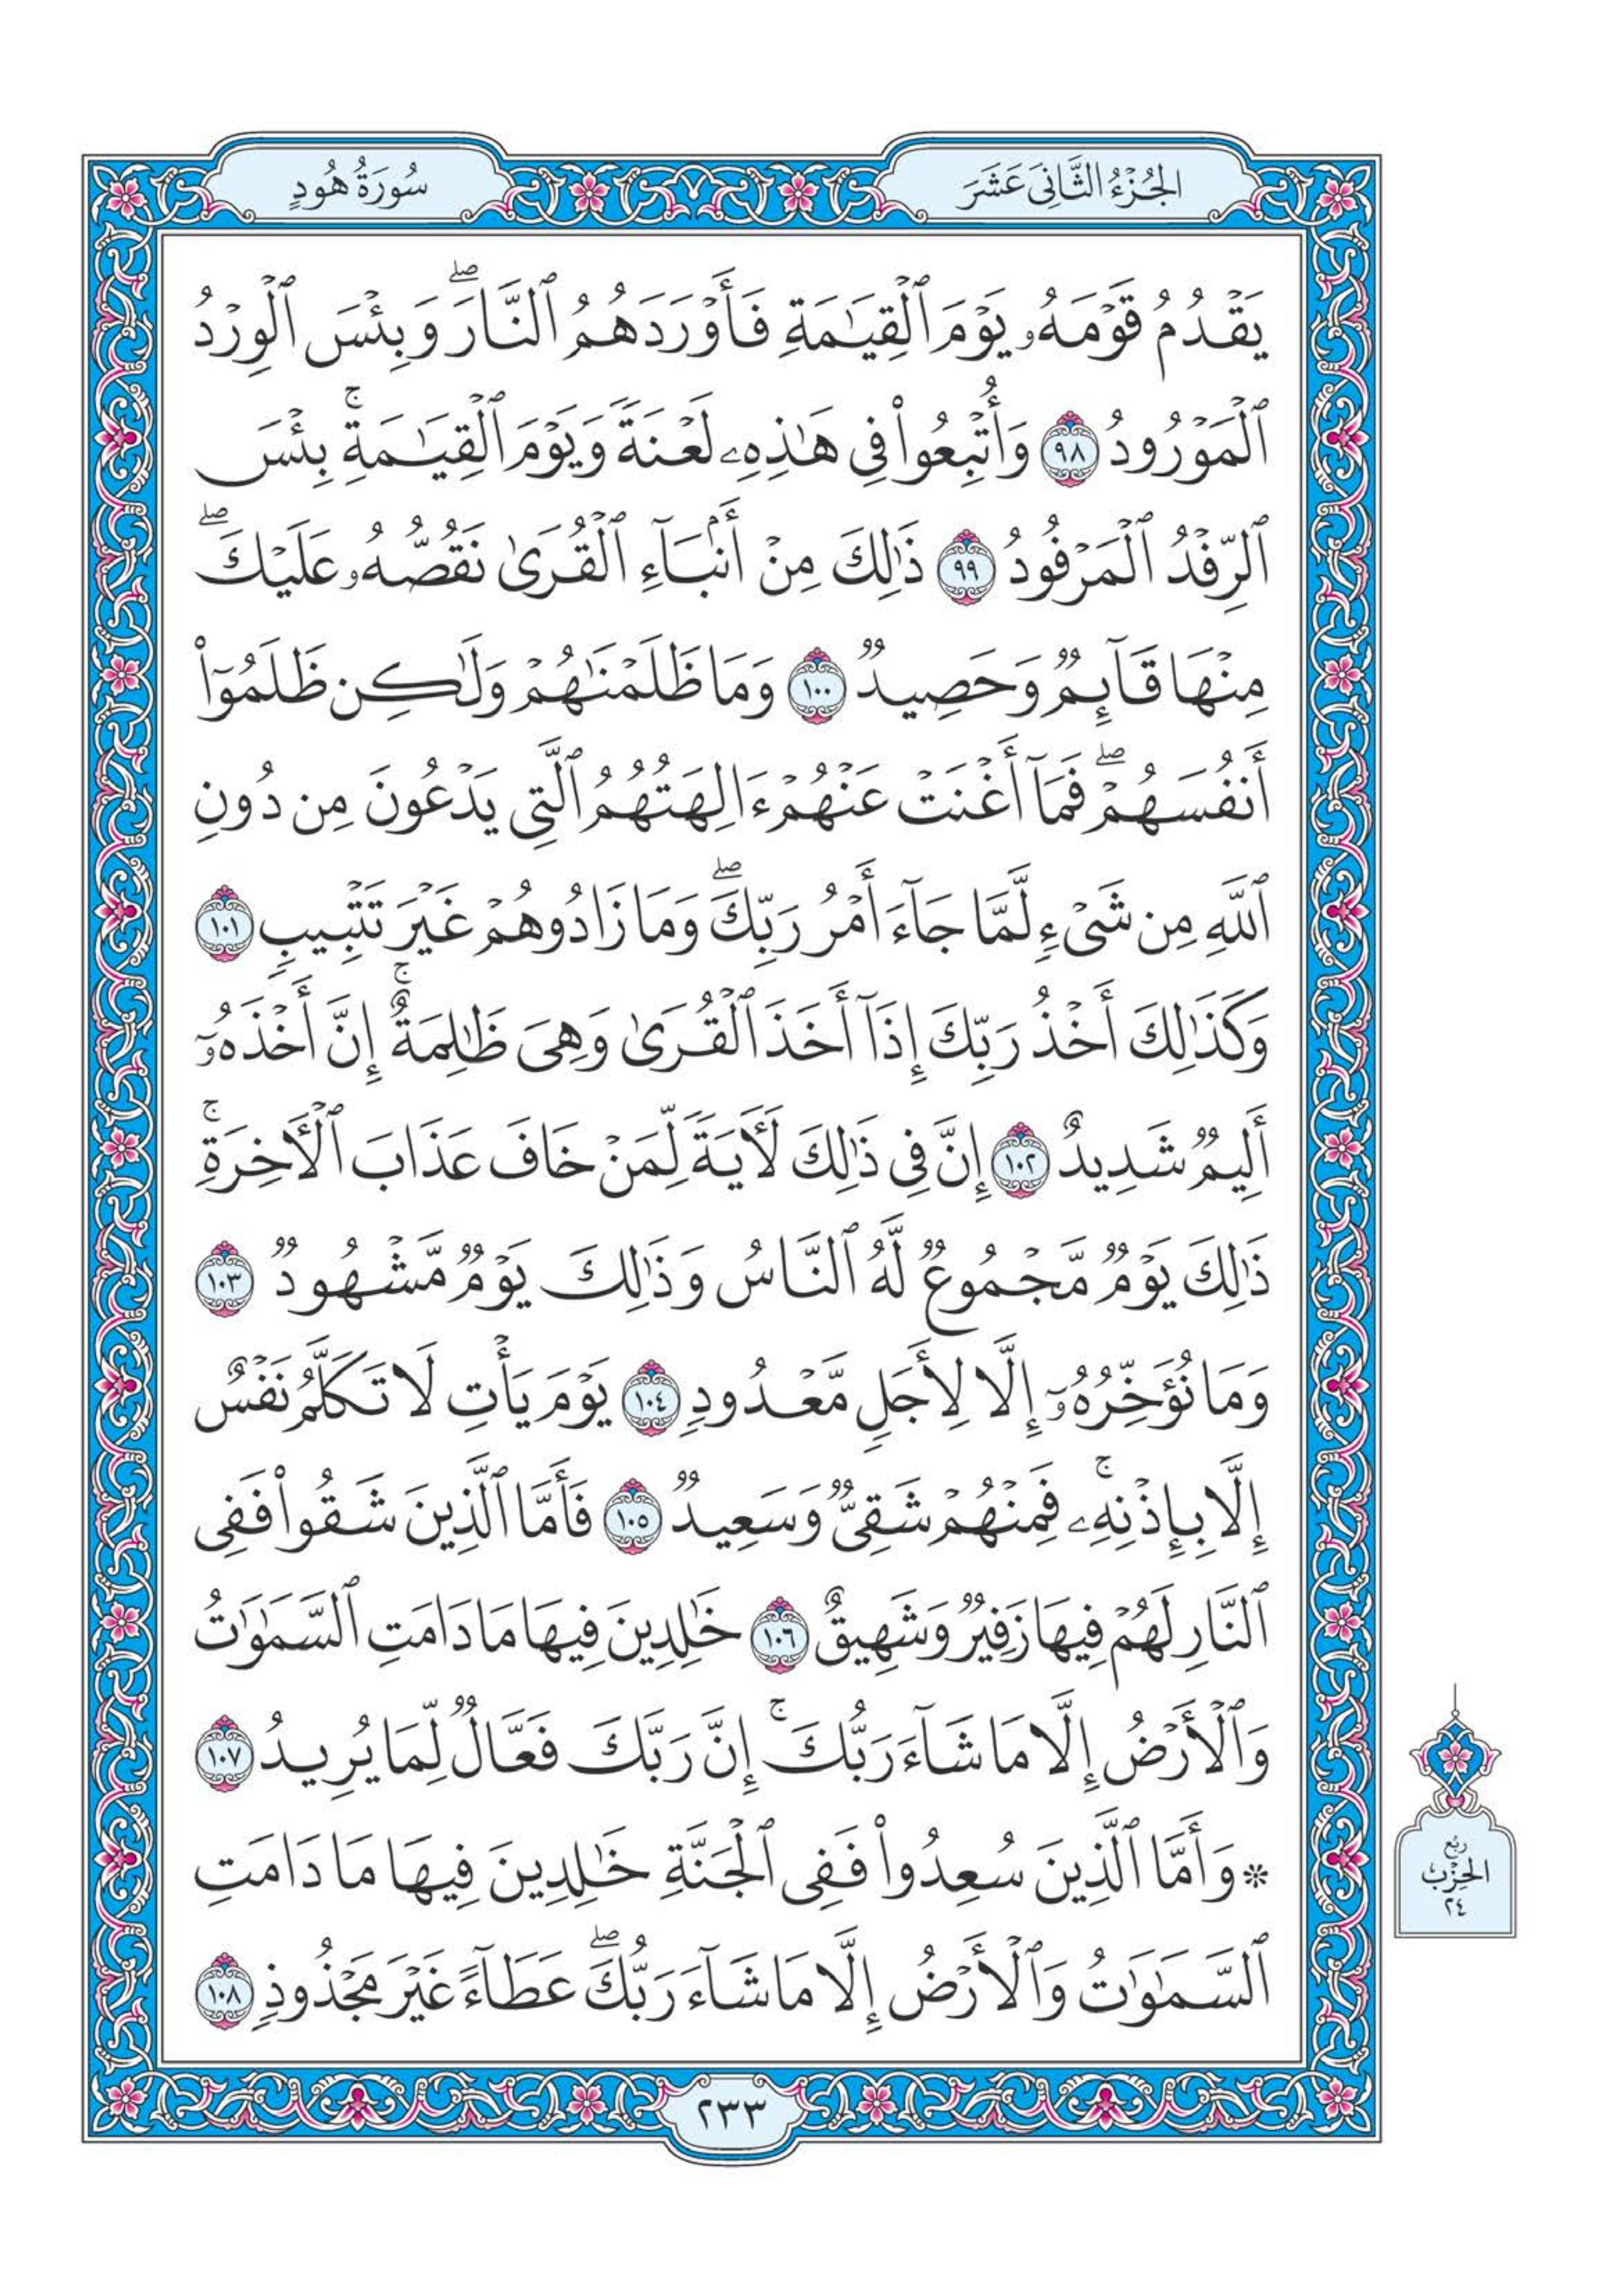 الجُزْءُ الثَّانِىَ عَشَرَ
سُورَةُ هُودٍ
يَقْدُمُ قَوْمَهُۥ يَوْمَ ٱلْقِيَـٰمَةِ فَأَوْرَدَهُمُ ٱلنَّارَۖ وَبِئْسَ ٱلْوِرْدُ
ٱلْمَوْرُودُ ٩٨ وَأُتْبِعُوا۟ فِى هَـٰذِهِۦ لَعْنَةً وَيَوْمَ ٱلْقِيَـٰمَةِۚ بِئْسَ
ٱلرِّفْدُ ٱلْمَرْفُودُ ٩٩ ذَٰلِكَ مِنْ أَنۢبَآءِ ٱلْقُرَىٰ نَقُصُّهُۥ عَلَيْكَۖ
مِنْهَا قَآئِمٌ وَحَصِيدٌ ١٠٠ وَمَا ظَلَمْنَـٰهُمْ وَلَـٰكِن ظَلَمُوٓا۟
أَنفُسَهُمْۖ فَمَآ أَغْنَتْ عَنْهُمْ ءَالِهَتُهُمُ ٱلَّتِى يَدْعُونَ مِن دُونِ
ٱللَّهِ مِن شَىْءٍ لَّمَّا جَآءَ أَمْرُ رَبِّكَۖ وَمَا زَادُوهُمْ غَيْرَ تَتْبِيبٍ ١٠١
وَكَذَٰلِكَ أَخْذُ رَبِّكَ إِذَآ أَخَذَ ٱلْقُرَىٰ وَهِىَ ظَـٰلِمَةٌۚ إِنَّ أَخْذَهُۥٓ
أَلِيمٌ شَدِيدٌ ١٠٢ إِنَّ فِى ذَٰلِكَ لَـَٔايَةً لِّمَنْ خَافَ عَذَابَ ٱلْـَٔاخِرَةِۚ
ذَٰلِكَ يَوْمٌ مَّجْمُوعٌ لَّهُ ٱلنَّاسُ وَذَٰلِكَ يَوْمٌ مَّشْهُودٌ ١٠٣
وَمَا نُؤَخِّرُهُۥٓ إِلَّا لِأَجَلٍ مَّعْدُودٍ ١٠٤ يَوْمَ يَأْتِ لَا تَكَلَّمُ نَفْسٌ
إِلَّا بِإِذْنِهِۦۚ فَمِنْهُمْ شَقِىٌّ وَسَعِيدٌ ١٠٥ فَأَمَّا ٱلَّذِينَ شَقُوا۟ فَفِى
ٱلنَّارِ لَهُمْ فِيهَا زَفِيرٌ وَشَهِيقٌ ١٠٦ خَـٰلِدِينَ فِيهَا مَا دَامَتِ ٱلسَّمَـٰوَٰتُ
وَٱلْأَرْضُ إِلَّا مَا شَآءَ رَبُّكَۚ إِنَّ رَبَّكَ فَعَّالٌ لِّمَا يُرِيدُ ١٠٧
۞ وَأَمَّا ٱلَّذِينَ سُعِدُوا۟ فَفِى ٱلْجَنَّةِ خَـٰلِدِينَ فِيهَا مَا دَامَتِ
ٱلسَّمَـٰوَٰتُ وَٱلْأَرْضُ إِلَّا مَا شَآءَ رَبُّكَۖ عَطَآءً غَيْرَ مَجْذُوذٍ ١٠٨
رُبْعُ
الحِزْبِ
٢٤
٢٣٣